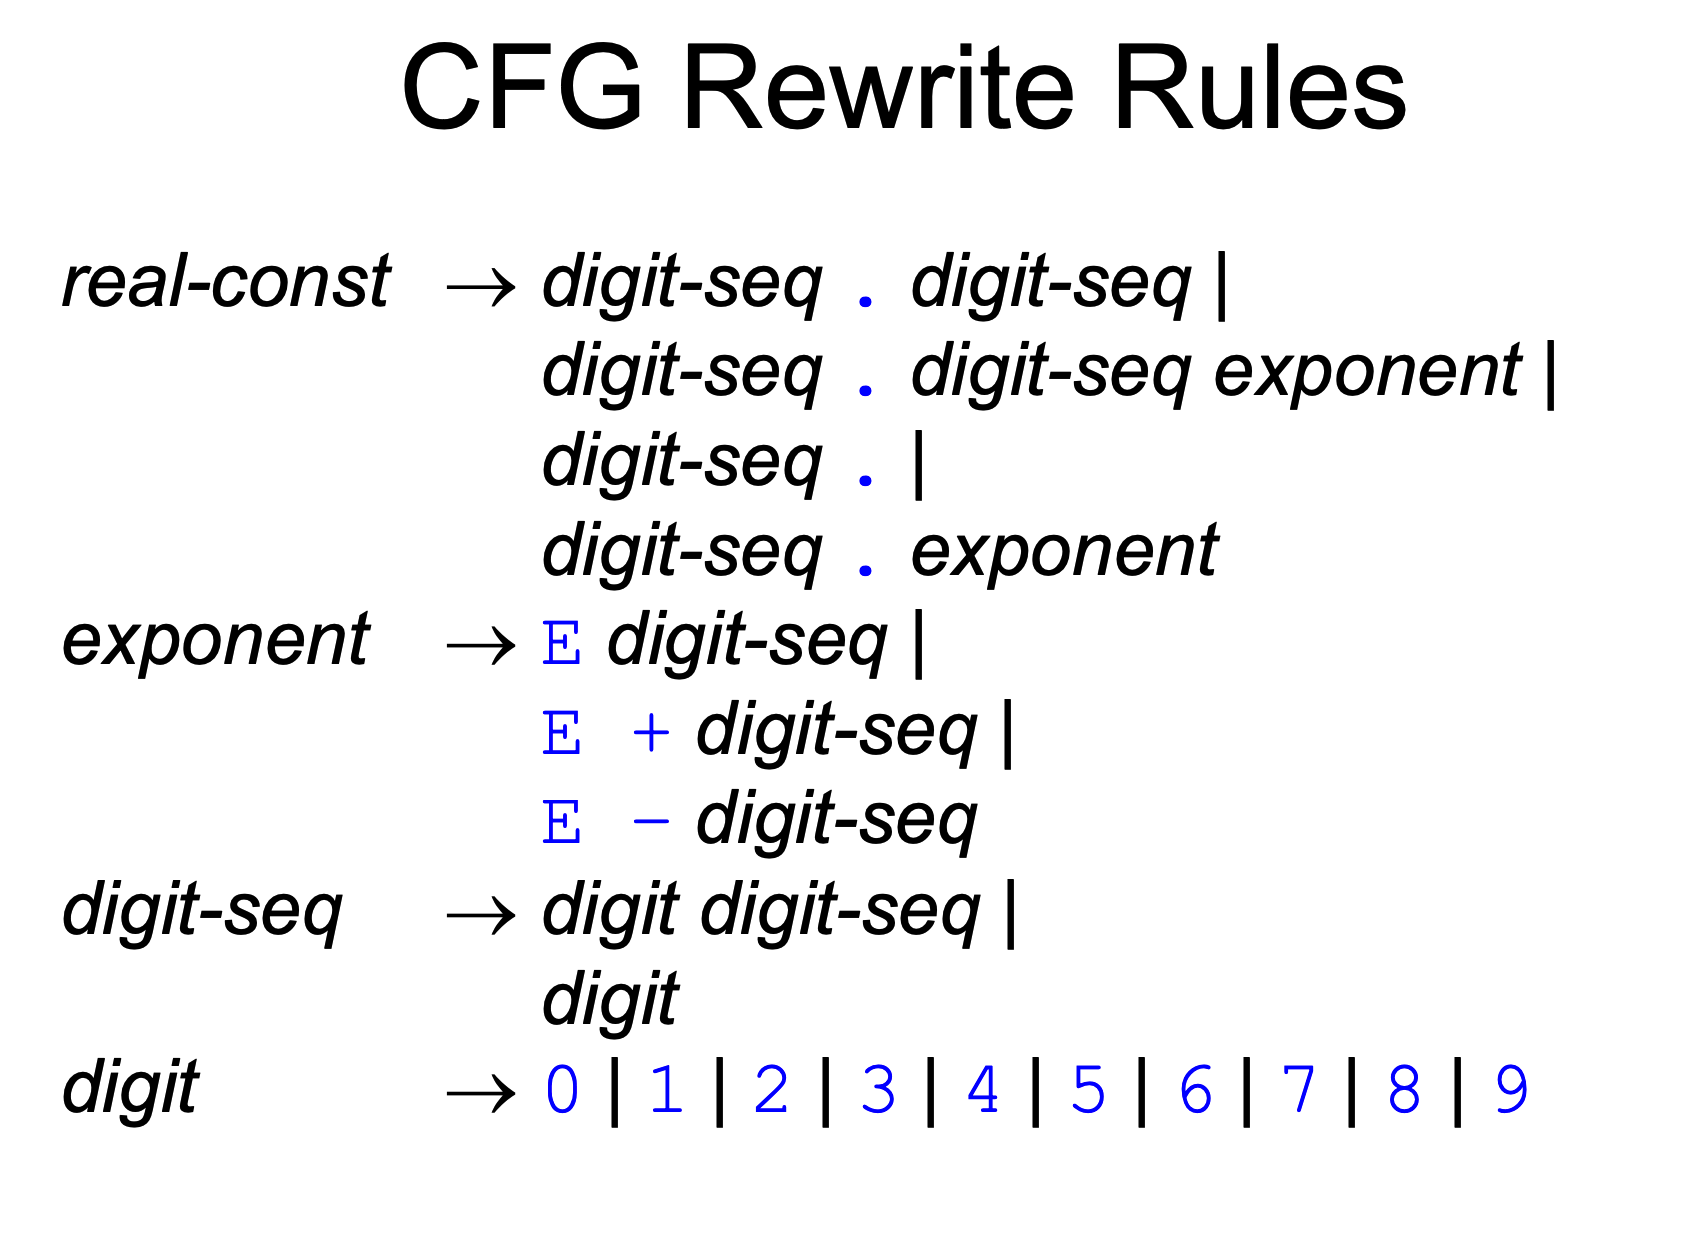 CFG Rewrite Rules
real-const → digit-seq . digit-seq |
digit-seq . digit-seq exponent |
digit-seq . |
digit-seq . exponent
exponent → E digit-seq |
E + digit-seq |
E - digit-seq
digit-seq → digit digit-seq |
digit
digit → 0 | 1 | 2 | 3 | 4 | 5 | 6 | 7 | 8 | 9